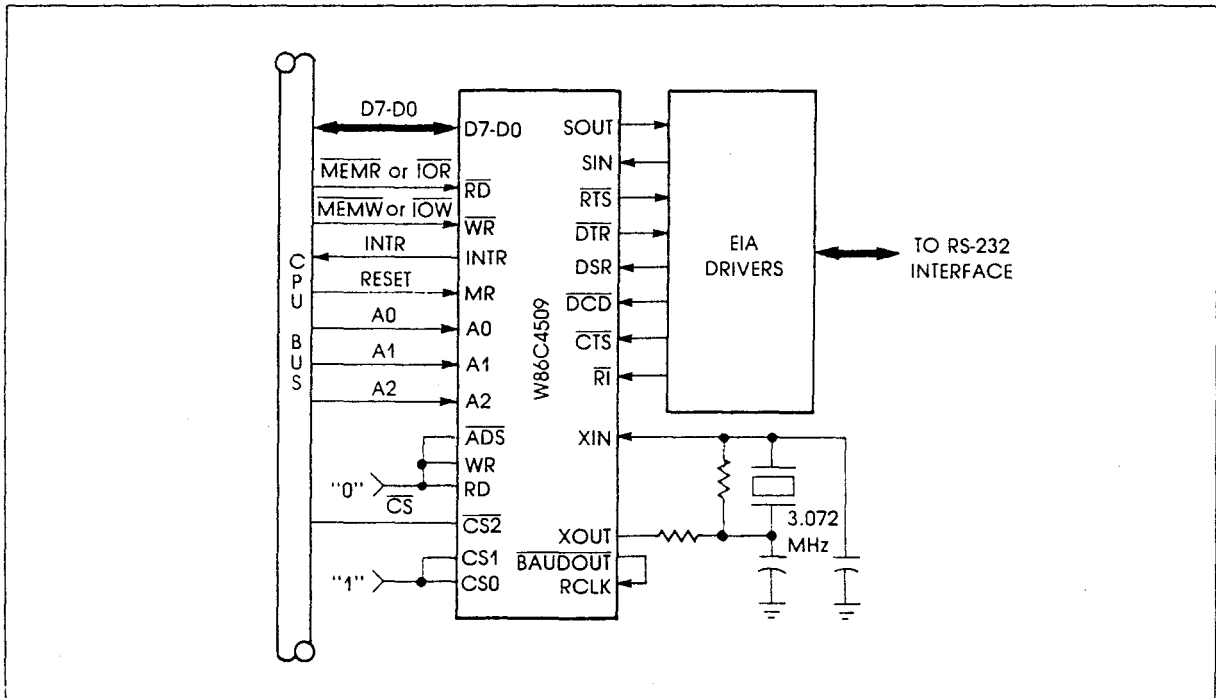 D7-D0
D7-D0
SOUT
SIN
MEMR or IOR
RD
RTS
MEMW or IOW
WR
DTR
INTR
INTR
DSR
RESET
MR
DCD
A0
A0
CTS
A1
A1
RI
A2
A2
ADS
XIN
WR
"0"
RD
CS
CS2
XOUT
3.072
MHz
CS1
BAUDOUT
"1"
CS0
RCLK
CPU BUS
W86C4509
EIA
DRIVERS
TO RS-232
INTERFACE